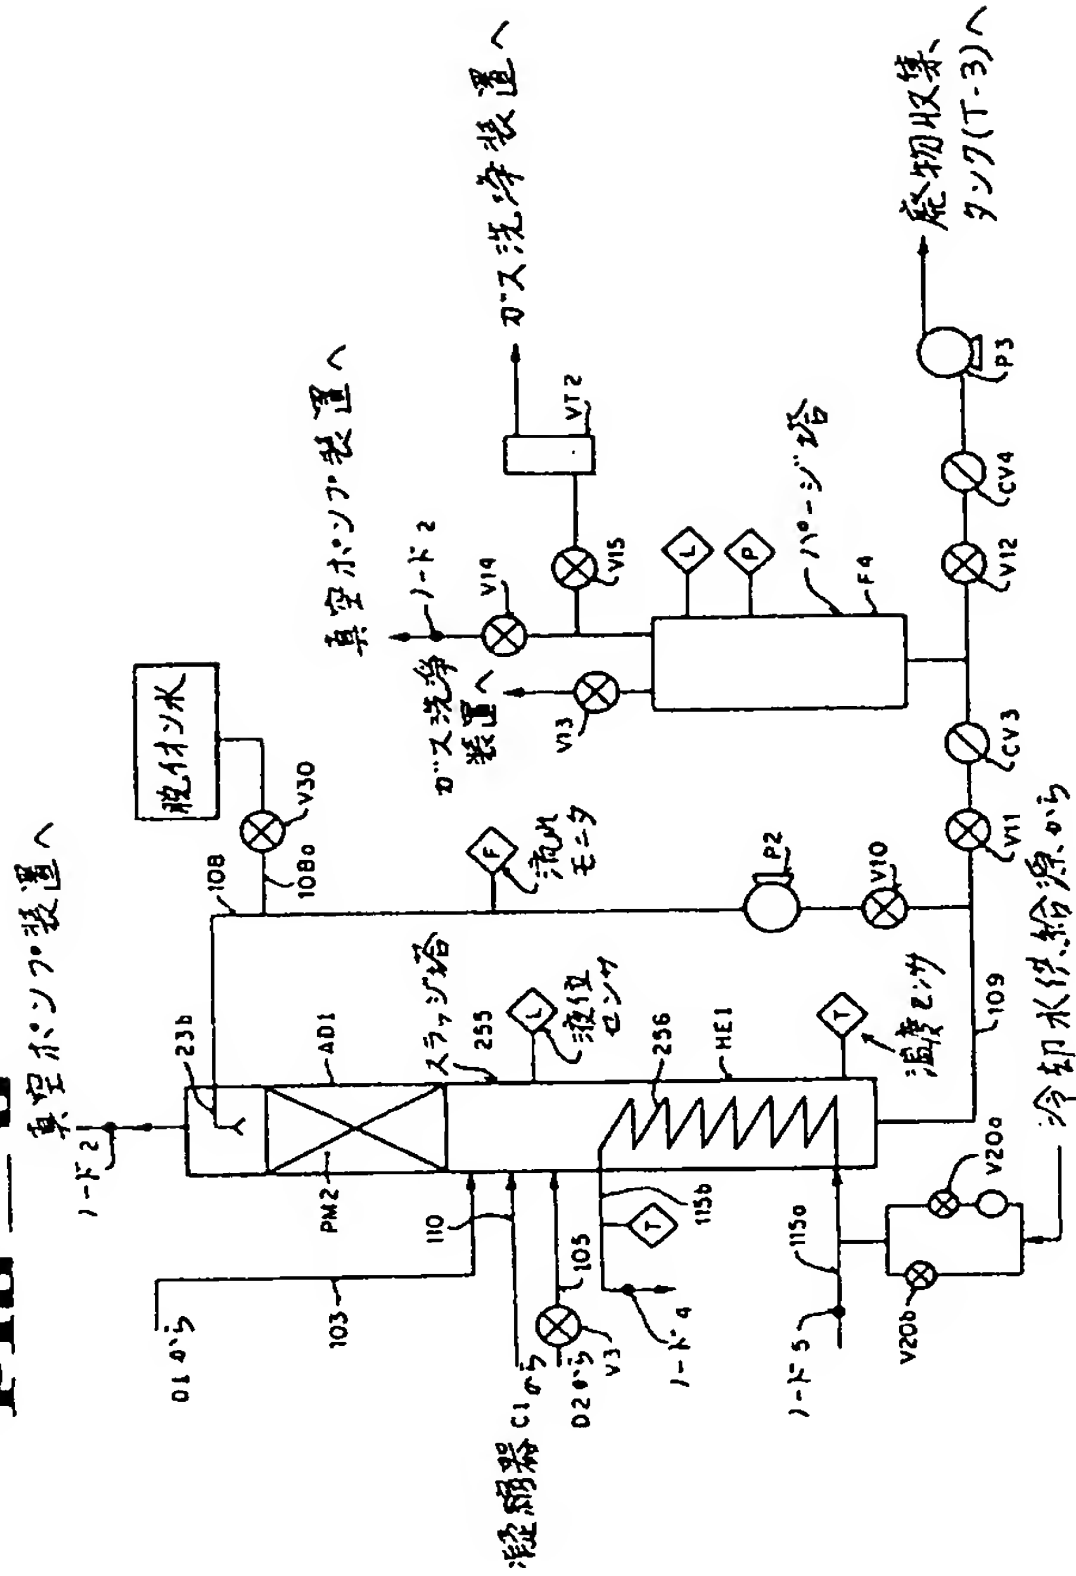 真空ポンプ装置へ
ノード2
23b
108
脱イオン水
V30
108a
AD1
PM2
スラッジ塔
255
L
液位
センサ
256
HE1
T
温度センサ
109
D1から
103
110
凝縮器C1から
105
D2から
V3
115b
T
ノード4
ノード5
115a
V20b
V20a
冷却水供給源から
F
流れ
モニタ
P2
V10
V11
CV3
真空ポンプ装置へ
ノード2
V14
ガス洗浄
装置へ
V13
V15
VT2
ガス洗浄装置へ
L
P
パージ塔
F4
V12
CV4
P3
廃物収集
タンク(T-3)へ